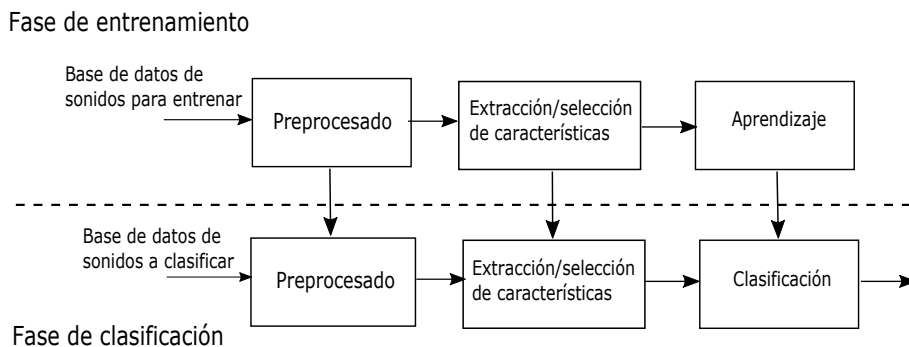 Fase de entrenamiento
Base de datos de
sonidos para entrenar
Preprocesado
Extracción/selección
de características
Aprendizaje
Base de datos de
sonidos a clasificar
Preprocesado
Extracción/selección
de características
Clasificación
Fase de clasificación